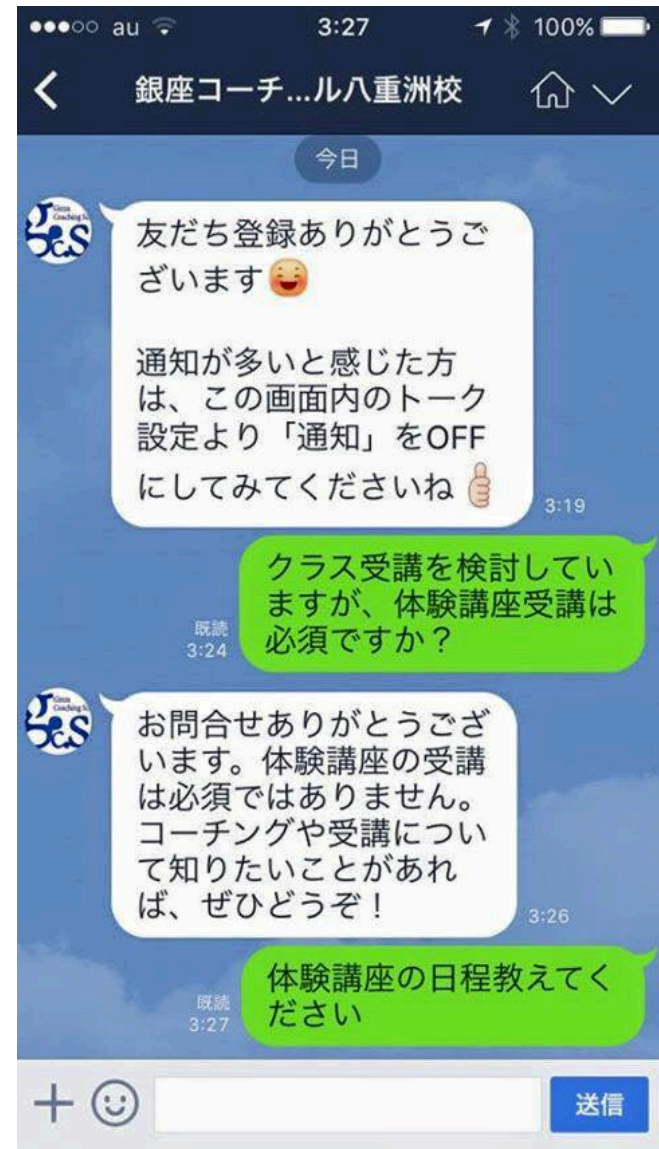 au 3:27 100%
銀座コーチ...ル八重洲校
今日
友だち登録ありがとうご
ざいます
通知が多いと感じた方
は、この画面内のトーク
設定より「通知」をOFF
にしてみてくださいね
3:19
クラス受講を検討してい
ますが、体験講座受講は
必須ですか？
既読
3:24
お問合せありがとうござ
います。体験講座の受講
は必須ではありません。
コーチングや受講につい
て知りたいことがあれ
ば、ぜひどうぞ！
3:26
体験講座の日程教えてく
ださい
既読
3:27
送信